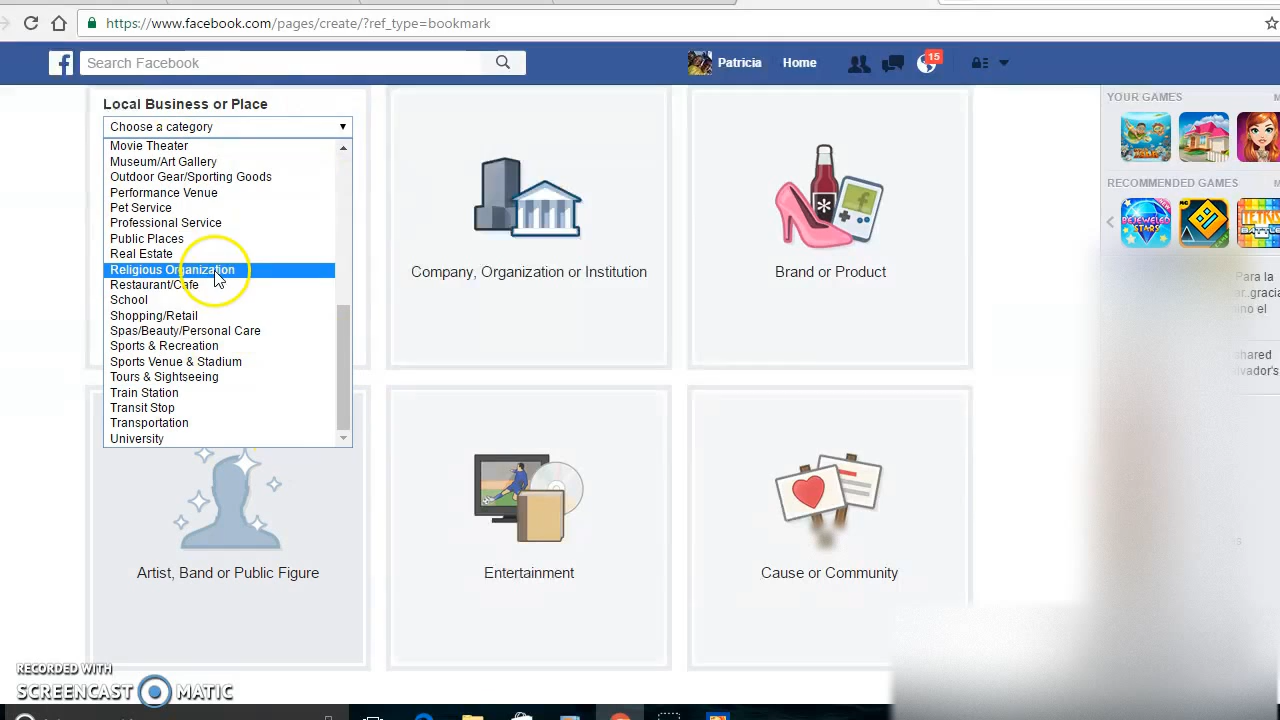 https://www.facebook.com/pages/create/?ref_type=bookmark
Search Facebook
Patricia
Home
15
Local Business or Place
Choose a category
Movie Theater
Museum/Art Gallery
Outdoor Gear/Sporting Goods
Performance Venue
Pet Service
Professional Service
Public Places
Real Estate
Religious Organization
Restaurant/Cafe
School
Shopping/Retail
Spas/Beauty/Personal Care
Sports & Recreation
Sports Venue & Stadium
Tours & Sightseeing
Train Station
Transit Stop
Transportation
University
Company, Organization or Institution
Brand or Product
Artist, Band or Public Figure
Entertainment
Cause or Community
YOUR GAMES
RECOMMENDED GAMES
BEJEWELED
STARS
Para la
el
RECORDED WITH
SCREENCAST MATIC